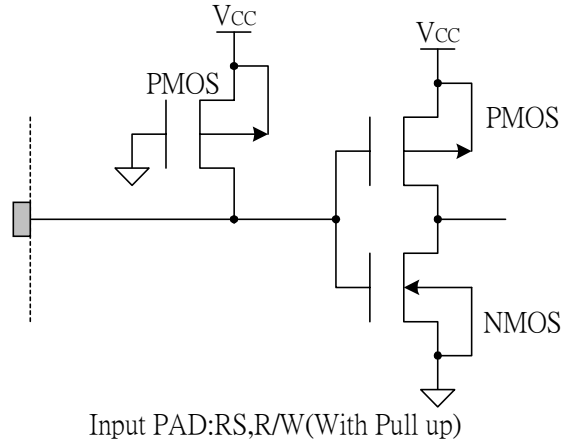 VCC
VCC
PMOS
PMOS
NMOS
Input PAD:RS,R/W(With Pull up)